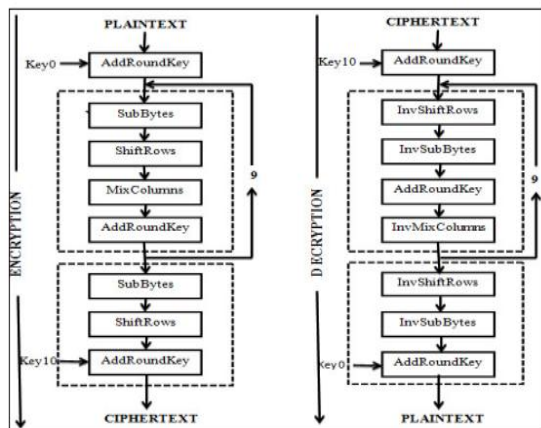 PLAINTEXT
Key0
AddRoundKey
SubBytes
ShiftRows
MixColumns
AddRoundKey
9
SubBytes
ShiftRows
Key10
AddRoundKey
CIPHERTEXT
ENCRYPTION
CIPHERTEXT
Key10
AddRoundKey
InvShiftRows
InvSubBytes
AddRoundKey
InvMixColumns
9
InvShiftRows
InvSubBytes
Key0
AddRoundKey
PLAINTEXT
DECRYPTION